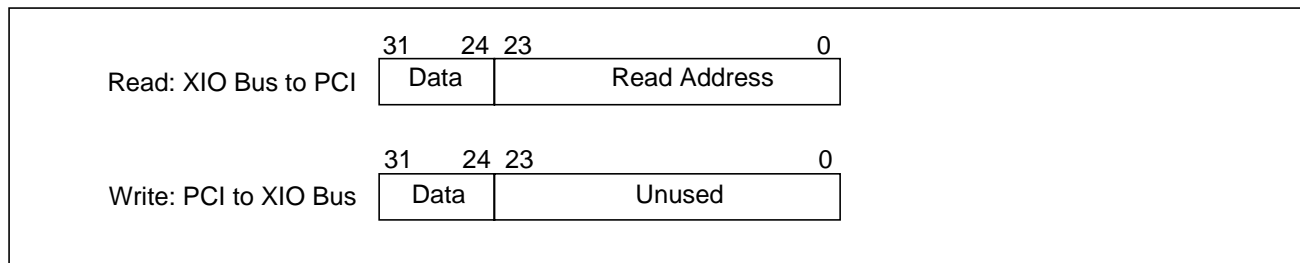 31 24 23 0
Read: XIO Bus to PCI Data Read Address
31 24 23 0
Write: PCI to XIO Bus Data Unused